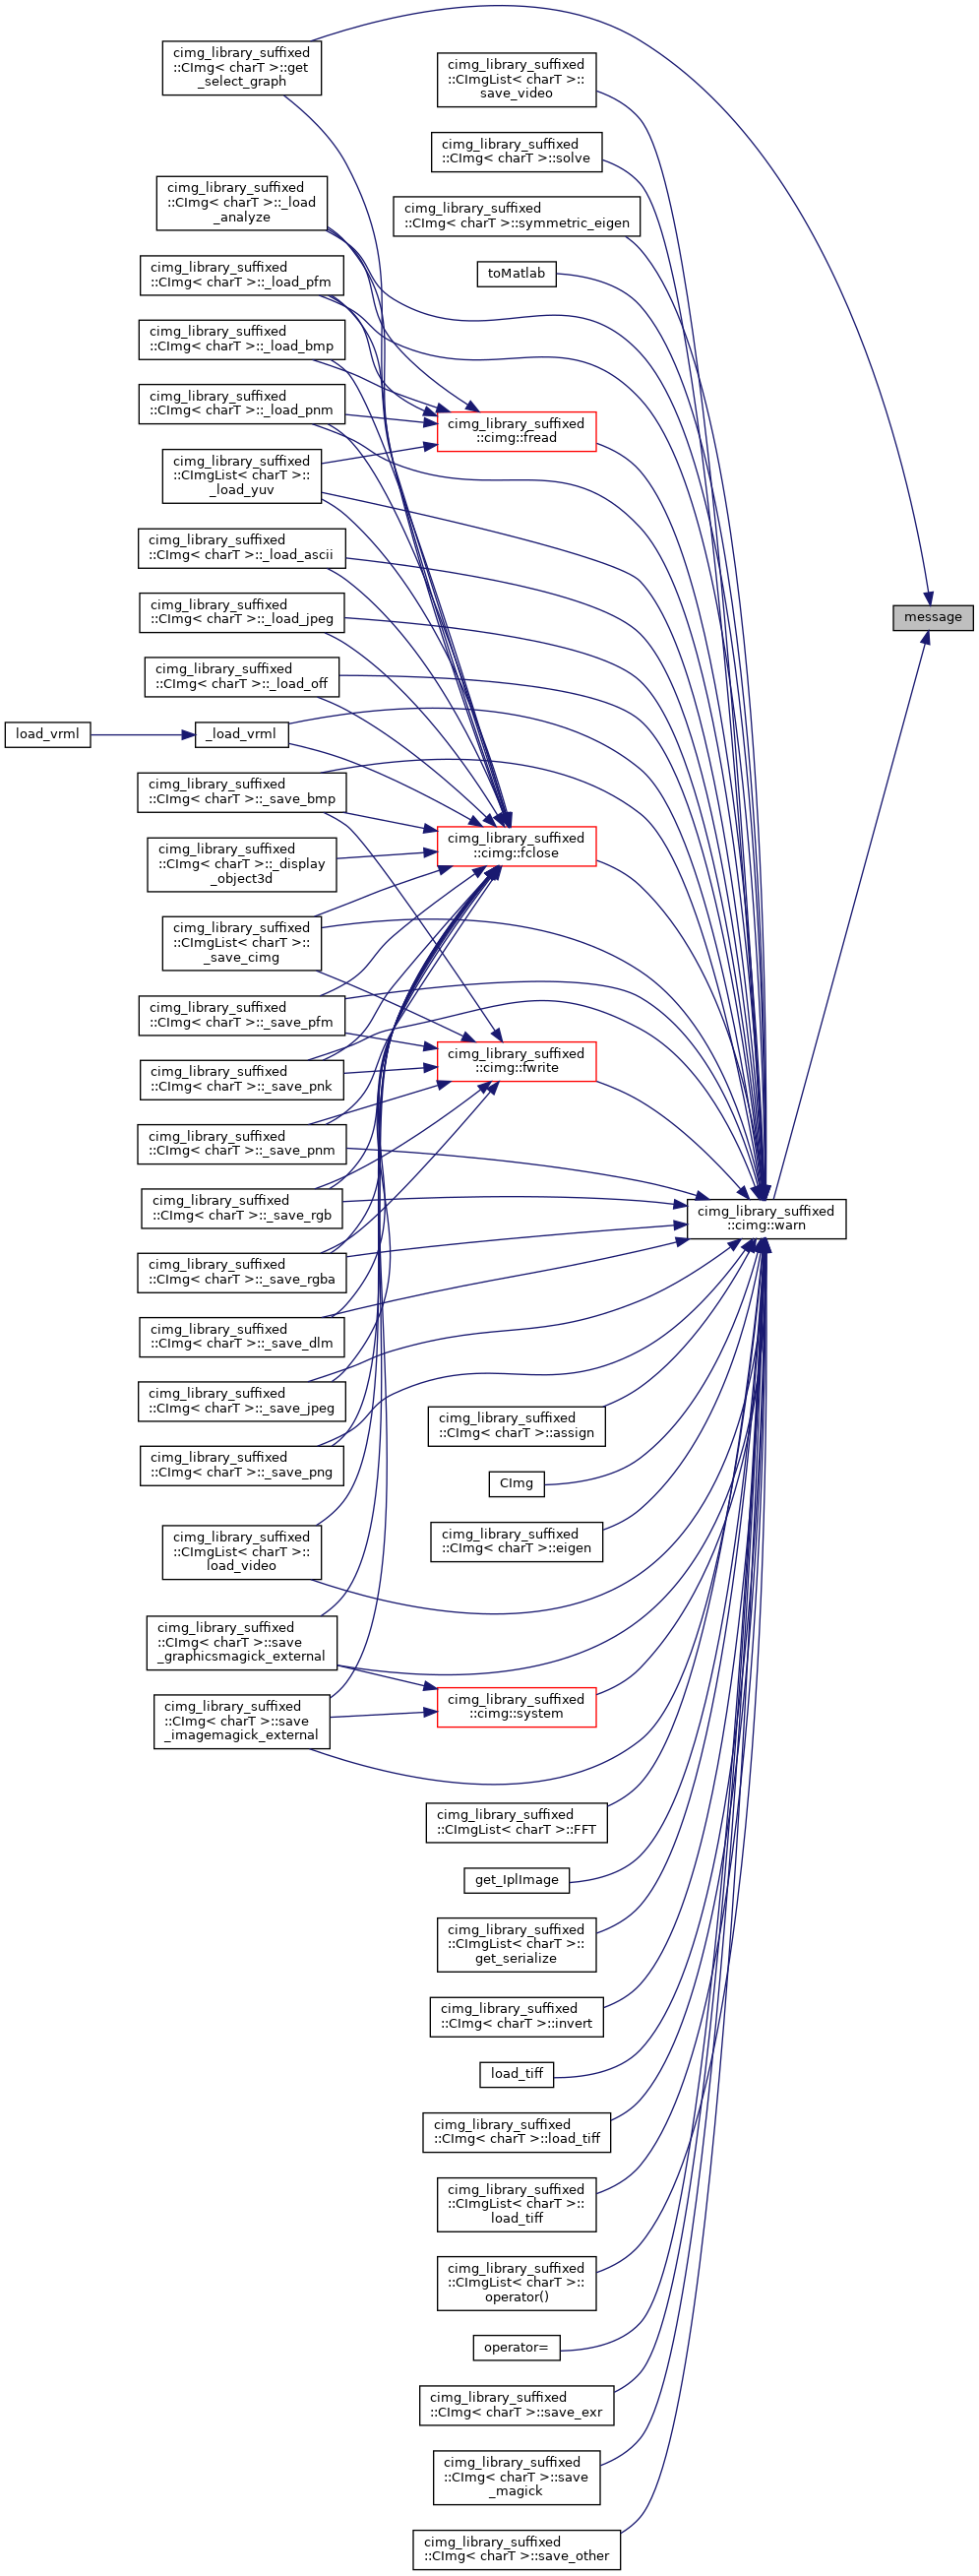 cimg_library_suffixed
::CImg< charT >::get
_select_graph
cimg_library_suffixed
::CImgList< charT >::
save_video
cimg_library_suffixed
::CImg< charT >::solve
cimg_library_suffixed
::CImg< charT >::_load
_analyze
cimg_library_suffixed
::CImg< charT >::symmetric_eigen
cimg_library_suffixed
::CImg< charT >::_load_pfm
toMatlab
cimg_library_suffixed
::CImg< charT >::_load_bmp
cimg_library_suffixed
::CImg< charT >::_load_pnm
cimg_library_suffixed
::cimg::fread
cimg_library_suffixed
::CImgList< charT >::
_load_yuv
cimg_library_suffixed
::CImg< charT >::_load_ascii
cimg_library_suffixed
::CImg< charT >::_load_jpeg
message
cimg_library_suffixed
::CImg< charT >::_load_off
load_vrml
_load_vrml
cimg_library_suffixed
::CImg< charT >::_save_bmp
cimg_library_suffixed
::cimg::fclose
cimg_library_suffixed
::CImg< charT >::_display
_object3d
cimg_library_suffixed
::CImgList< charT >::
_save_cimg
cimg_library_suffixed
::CImg< charT >::_save_pfm
cimg_library_suffixed
::cimg::fwrite
cimg_library_suffixed
::CImg< charT >::_save_pnk
cimg_library_suffixed
::CImg< charT >::_save_pnm
cimg_library_suffixed
::CImg< charT >::_save_rgb
cimg_library_suffixed
::cimg::warn
cimg_library_suffixed
::CImg< charT >::_save_rgba
cimg_library_suffixed
::CImg< charT >::_save_dlm
cimg_library_suffixed
::CImg< charT >::_save_jpeg
cimg_library_suffixed
::CImg< charT >::assign
cimg_library_suffixed
::CImg< charT >::_save_png
CImg
cimg_library_suffixed
::CImg< charT >::eigen
cimg_library_suffixed
::CImgList< charT >::
load_video
cimg_library_suffixed
::CImg< charT >::save
_graphicsmagick_external
cimg_library_suffixed
::cimg::system
cimg_library_suffixed
::CImg< charT >::save
_imagemagick_external
cimg_library_suffixed
::CImgList< charT >::FFT
get_IplImage
cimg_library_suffixed
::CImgList< charT >::
get_serialize
cimg_library_suffixed
::CImg< charT >::invert
load_tiff
cimg_library_suffixed
::CImg< charT >::load_tiff
cimg_library_suffixed
::CImgList< charT >::
load_tiff
cimg_library_suffixed
::CImgList< charT >::
operator()
operator=
cimg_library_suffixed
::CImg< charT >::save_exr
cimg_library_suffixed
::CImg< charT >::save
_magick
cimg_library_suffixed
::CImg< charT >::save_other